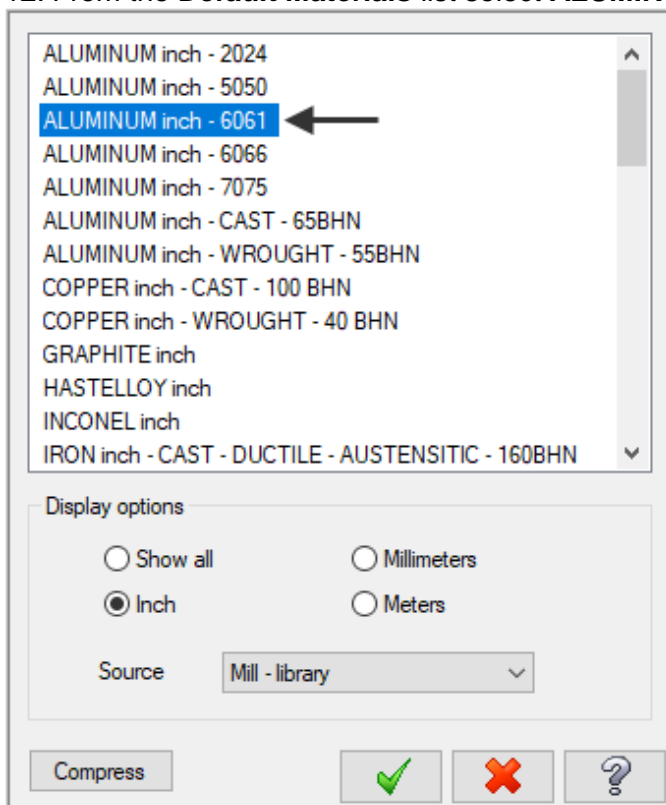 ALUMINUM inch - 2024
ALUMINUM inch - 5050
ALUMINUM inch - 6061
ALUMINUM inch - 6066
ALUMINUM inch - 7075
ALUMINUM inch - CAST - 65BHN
ALUMINUM inch - WROUGHT - 55BHN
COPPER inch - CAST - 100 BHN
COPPER inch - WROUGHT - 40 BHN
GRAPHITE inch
HASTELLOY inch
INCONEL inch
IRON inch - CAST - DUCTILE - AUSTENSITIC - 160BHN
Display options
Show all Millimeters
Inch Meters
Source Mill - library
Compress